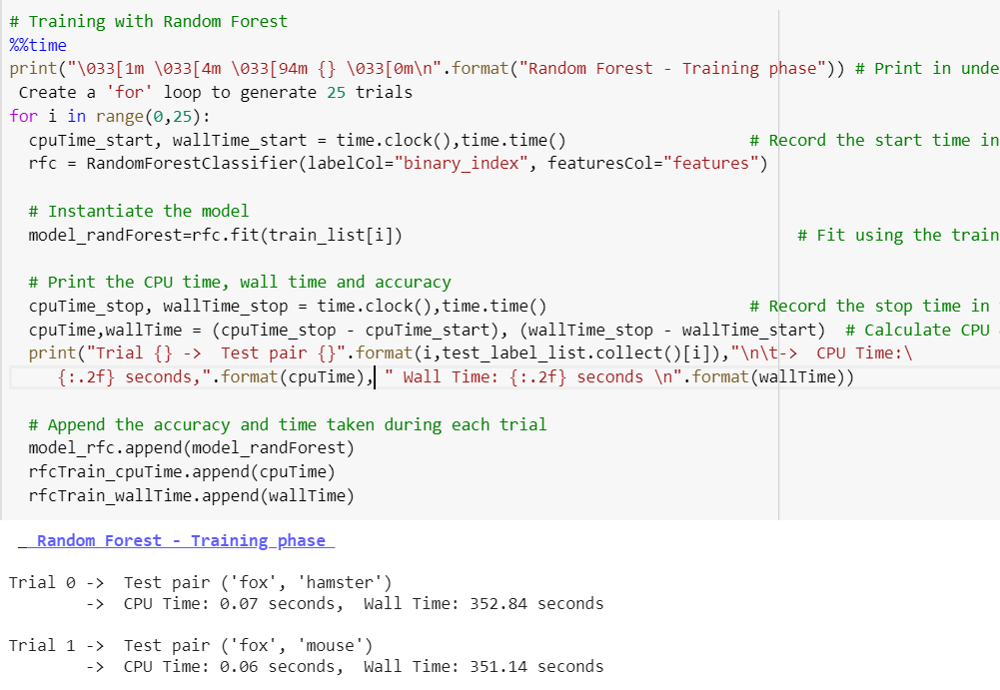 # Training with Random Forest
%%time
print("\033[1m \033[4m \033[94m {} \033[0m\n".format("Random Forest - Training phase")) # Print in unde
Create a 'for' loop to generate 25 trials
for i in range(0,25):
cpuTime_start, wallTime_start = time.clock(),time.time() # Record the start time in
rfc = RandomForestClassifier(labelCol="binary_index", featuresCol="features")
# Instantiate the model
model_randForest=rfc.fit(train_list[i]) # Fit using the train
# Print the CPU time, wall time and accuracy
cpuTime_stop, wallTime_stop = time.clock(),time.time() # Record the stop time in
cpuTime,wallTime = (cpuTime_stop - cpuTime_start), (wallTime_stop - wallTime_start) # Calculate CPU
print("Trial {} -> Test pair {}".format(i,test_label_list.collect()[i]),"\n\t-> CPU Time:\
{:.2f} seconds,".format(cpuTime), " Wall Time: {:.2f} seconds \n".format(wallTime))
# Append the accuracy and time taken during each trial
model_rfc.append(model_randForest)
rfcTrain_cpuTime.append(cpuTime)
rfcTrain_wallTime.append(wallTime)
Random Forest - Training phase
Trial 0 -> Test pair ('fox', 'hamster')
-> CPU Time: 0.07 seconds, Wall Time: 352.84 seconds
Trial 1 -> Test pair ('fox', 'mouse')
-> CPU Time: 0.06 seconds, Wall Time: 351.14 seconds